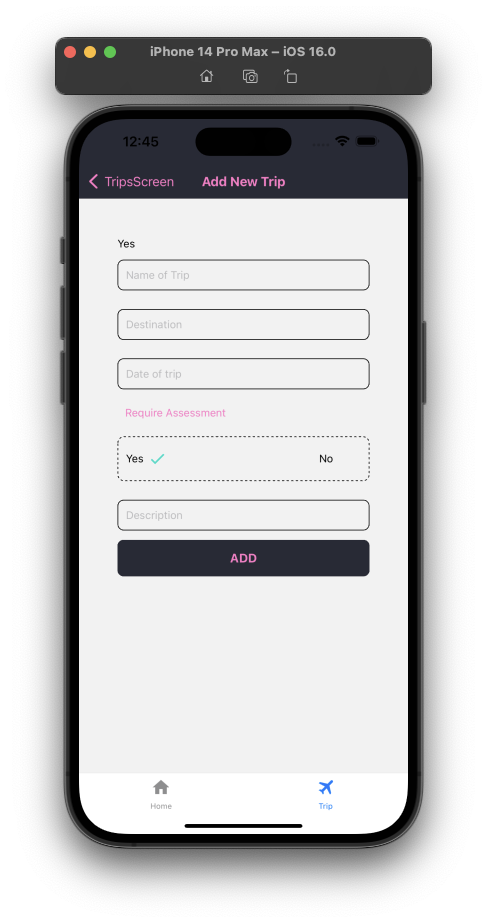 iPhone 14 Pro Max – iOS 16.0
12:45
TripsScreen Add New Trip
Yes
Name of Trip
Destination
Date of trip
Require Assessment
Yes No
Description
ADD
Home Trip